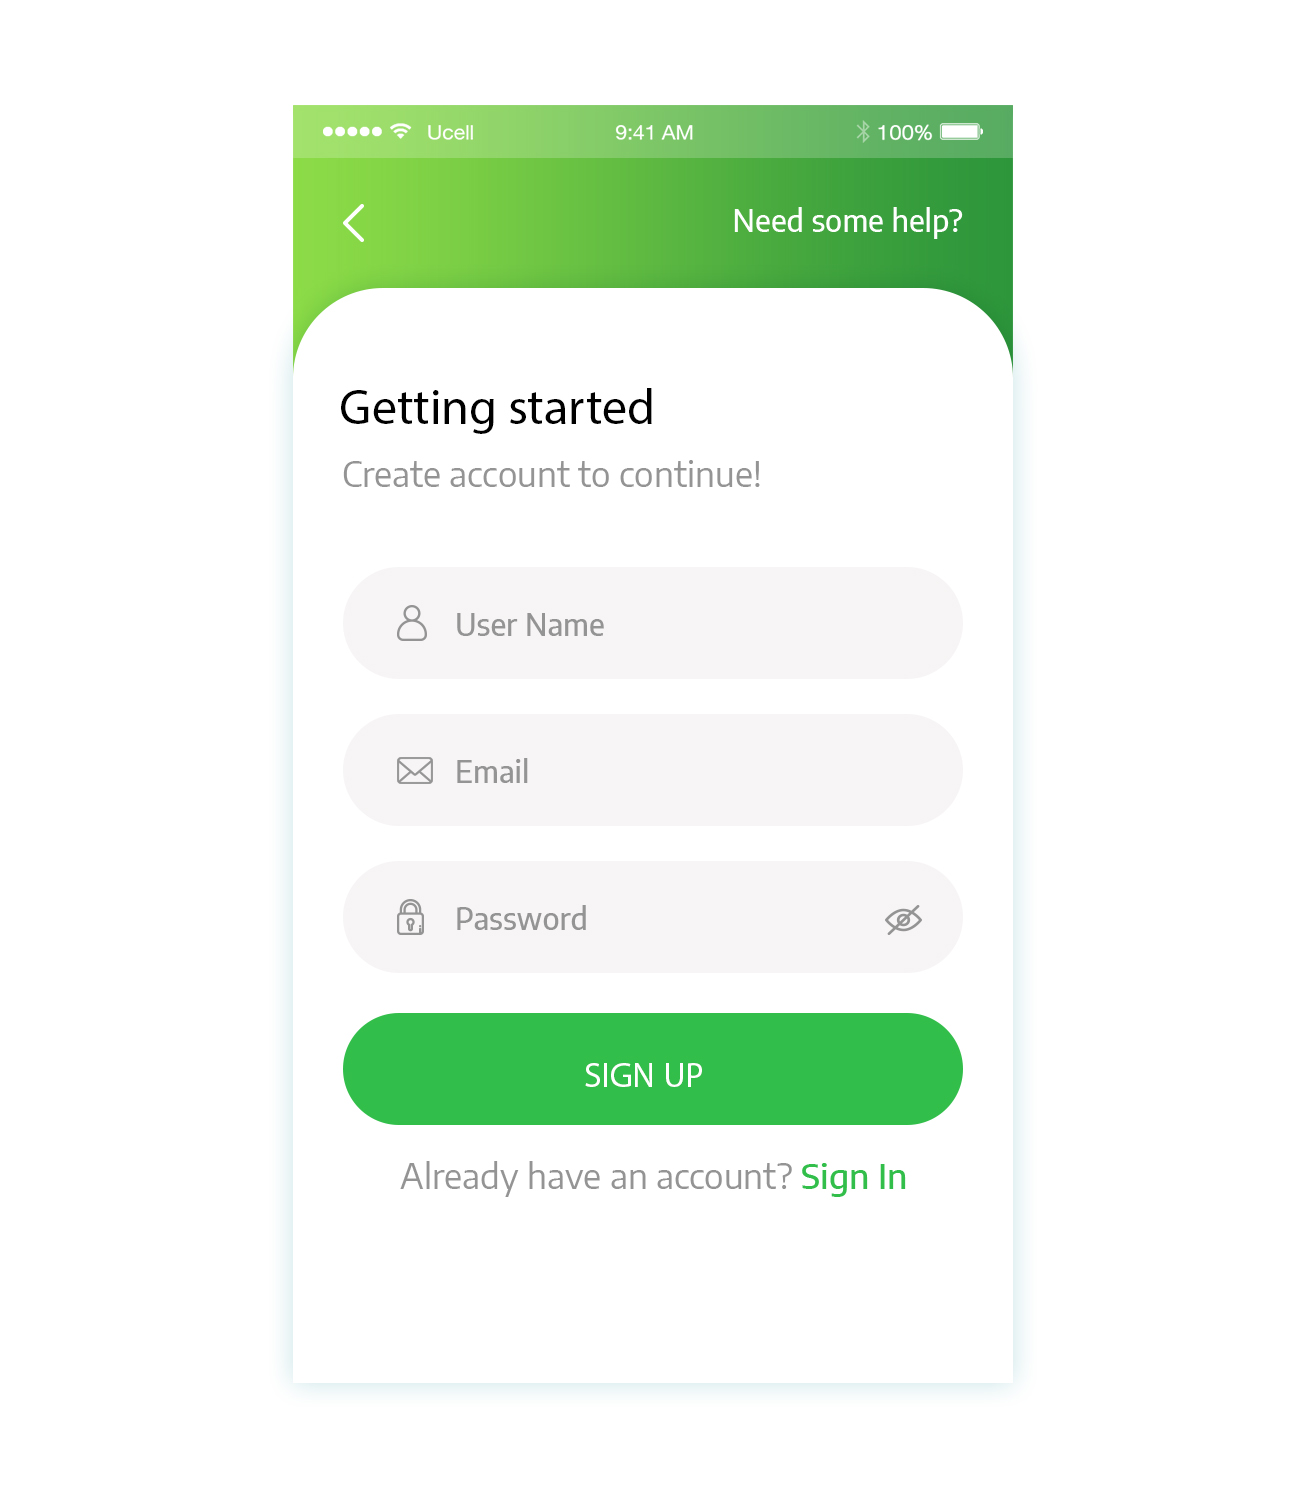 Ucell 9:41 AM 100%
Need some help?
Getting started
Create account to continue!
User Name
Email
Password
SIGN UP
Already have an account? Sign In